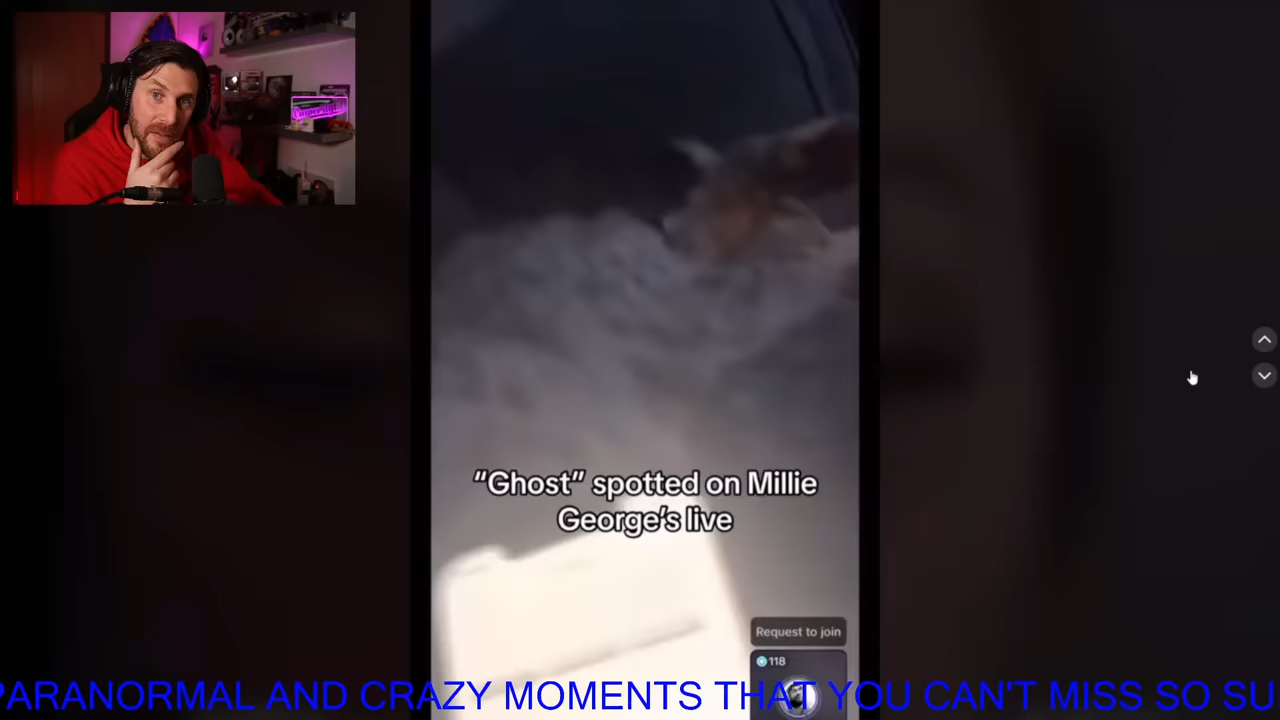 “Ghost” spotted on Millie
George’s live
Request to join
118
PARANORMAL AND CRAZY MOMENTS THAT YOU CAN'T MISS SO SU